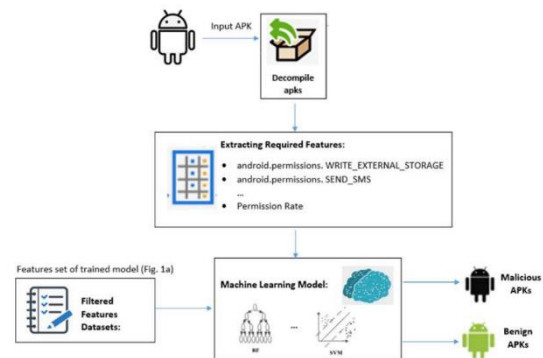 Input APK
Decompile
apks
Extracting Required Features:
• android.permissions. WRITE_EXTERNAL_STORAGE
• android.permissions. SEND_SMS
...
• Permission Rate
Features set of trained model (Fig. 1a)
Filtered
Features
Datasets:
Machine Learning Model:
...
RF
SVM
Malicious
APKs
Benign
APKs